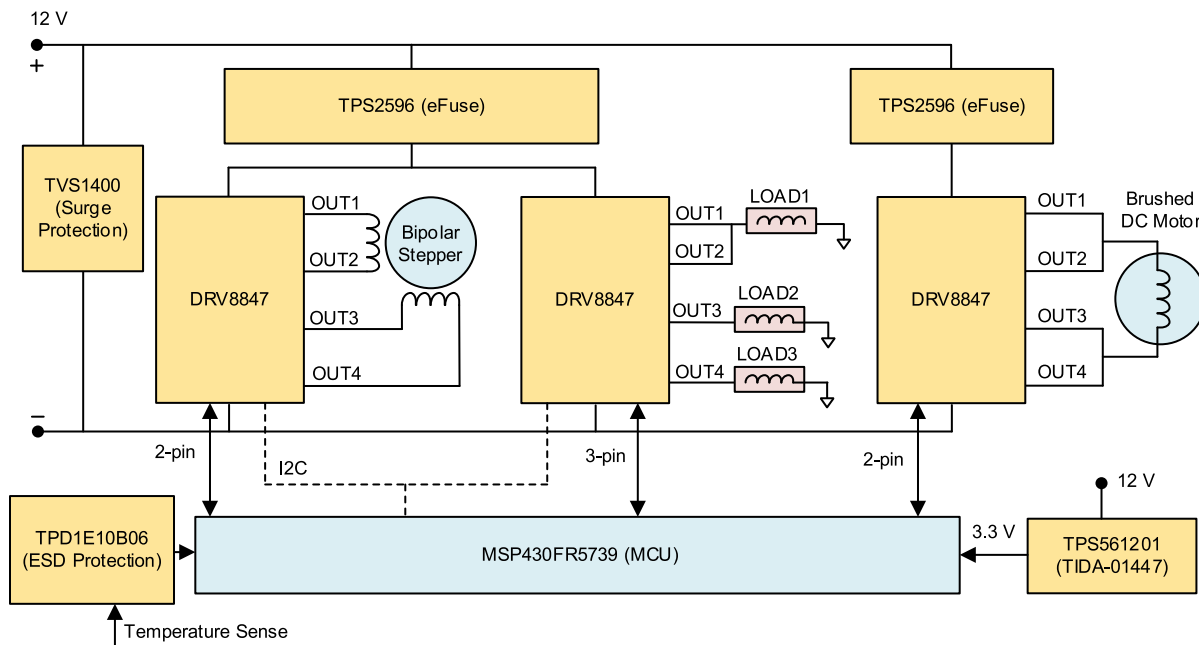 12 V
+
TPS2596 (eFuse)
TPS2596 (eFuse)
TVS1400
(Surge
Protection)
DRV8847
OUT1
OUT2
OUT3
OUT4
Bipolar
Stepper
DRV8847
OUT1
OUT2
OUT3
OUT4
LOAD1
LOAD2
LOAD3
DRV8847
OUT1
OUT2
OUT3
OUT4
Brushed
DC Motor
–
2-pin
I2C
3-pin
2-pin
12 V
TPD1E10B06
(ESD Protection)
MSP430FR5739 (MCU)
3.3 V
TPS561201
(TIDA-01447)
Temperature Sense